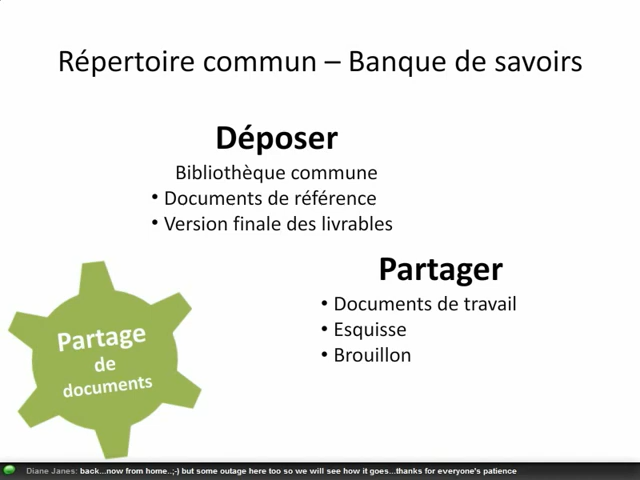 Répertoire commun – Banque de savoirs
Déposer
Bibliothèque commune
• Documents de référence
• Version finale des livrables
Partager
• Documents de travail
• Esquisse
• Brouillon
Partage
de
documents
Diane Janes: back...now from home..;-) but some outage here too so we will see how it goes...thanks for everyone's patience